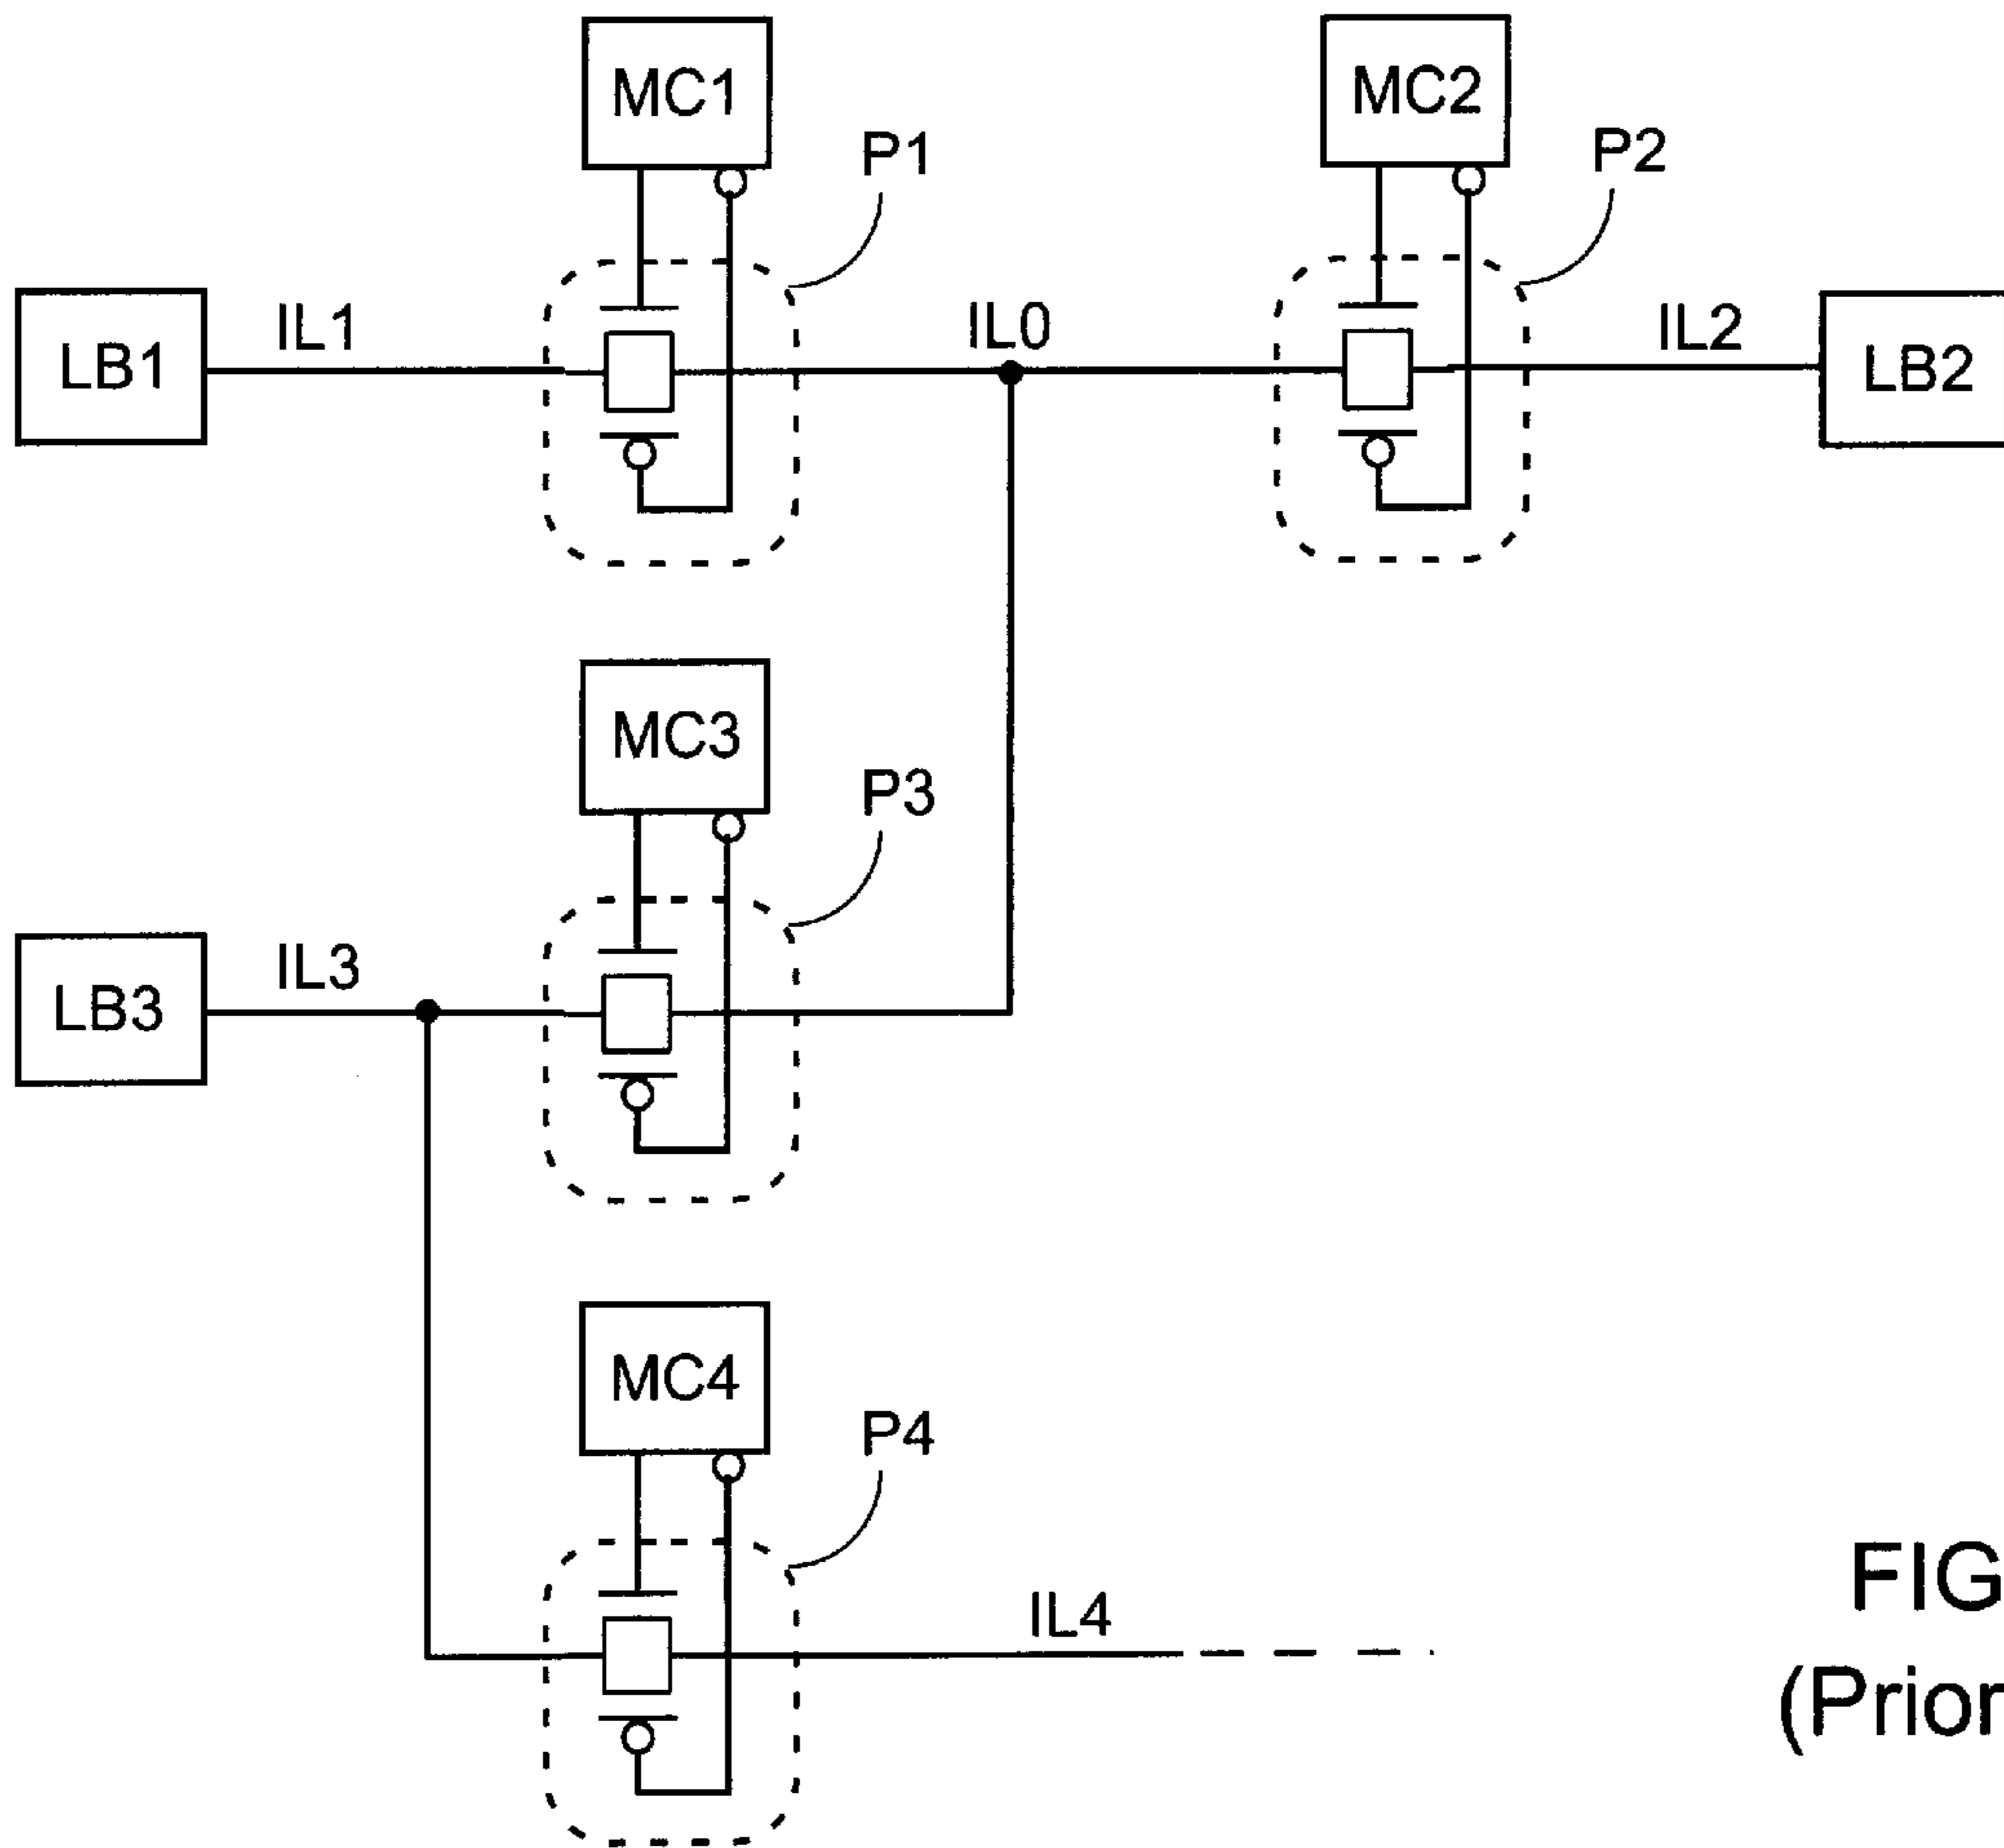 MC1
MC2
P1
P2
LB1
IL1
IL0
IL2
LB2
MC3
P3
LB3
IL3
MC4
P4
IL4
FIG
(Prior